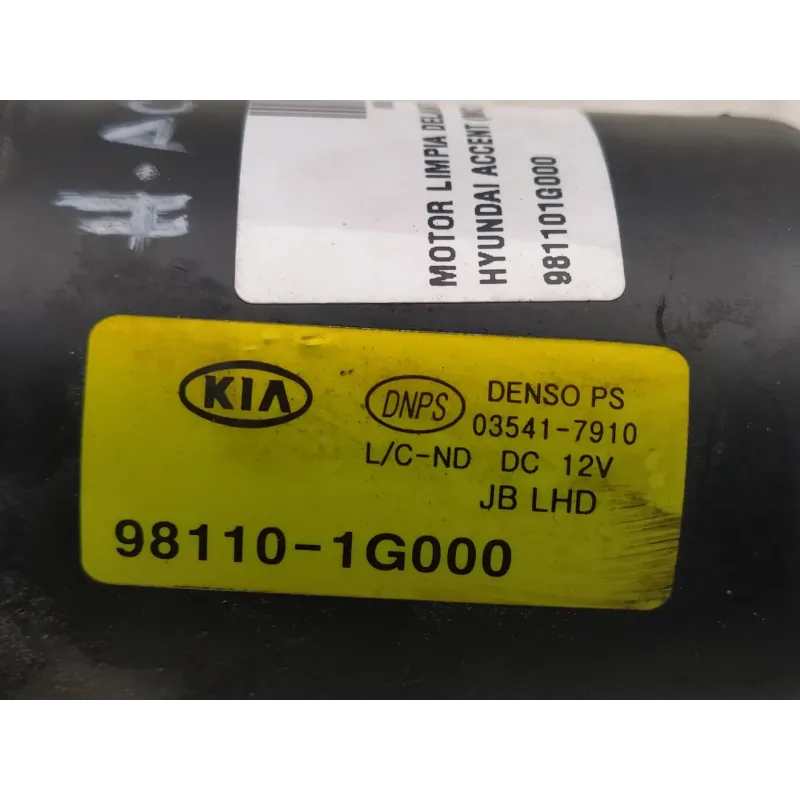 H.AC
MOTOR LIMPIA
HYUNDAI ACCENT
981101G000
KIA
DNPS
DENSO PS
03541-7910
L/C-ND DC 12V
JB LHD
98110-1G000